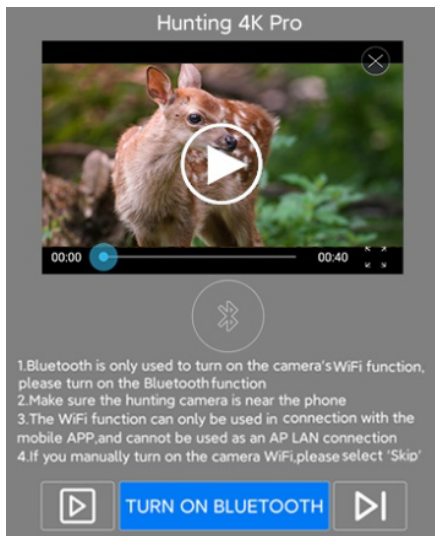 Hunting 4K Pro
00:00 00:40
1.Bluetooth is only used to turn on the camera's WiFi function,
please turn on the Bluetooth function
2.Make sure the hunting camera is near the phone
3.The WiFi function can only be used in connection with the
mobile APP,and cannot be used as an AP LAN connection
4.If you manually turn on the camera WiFi,please select 'Skip'
TURN ON BLUETOOTH